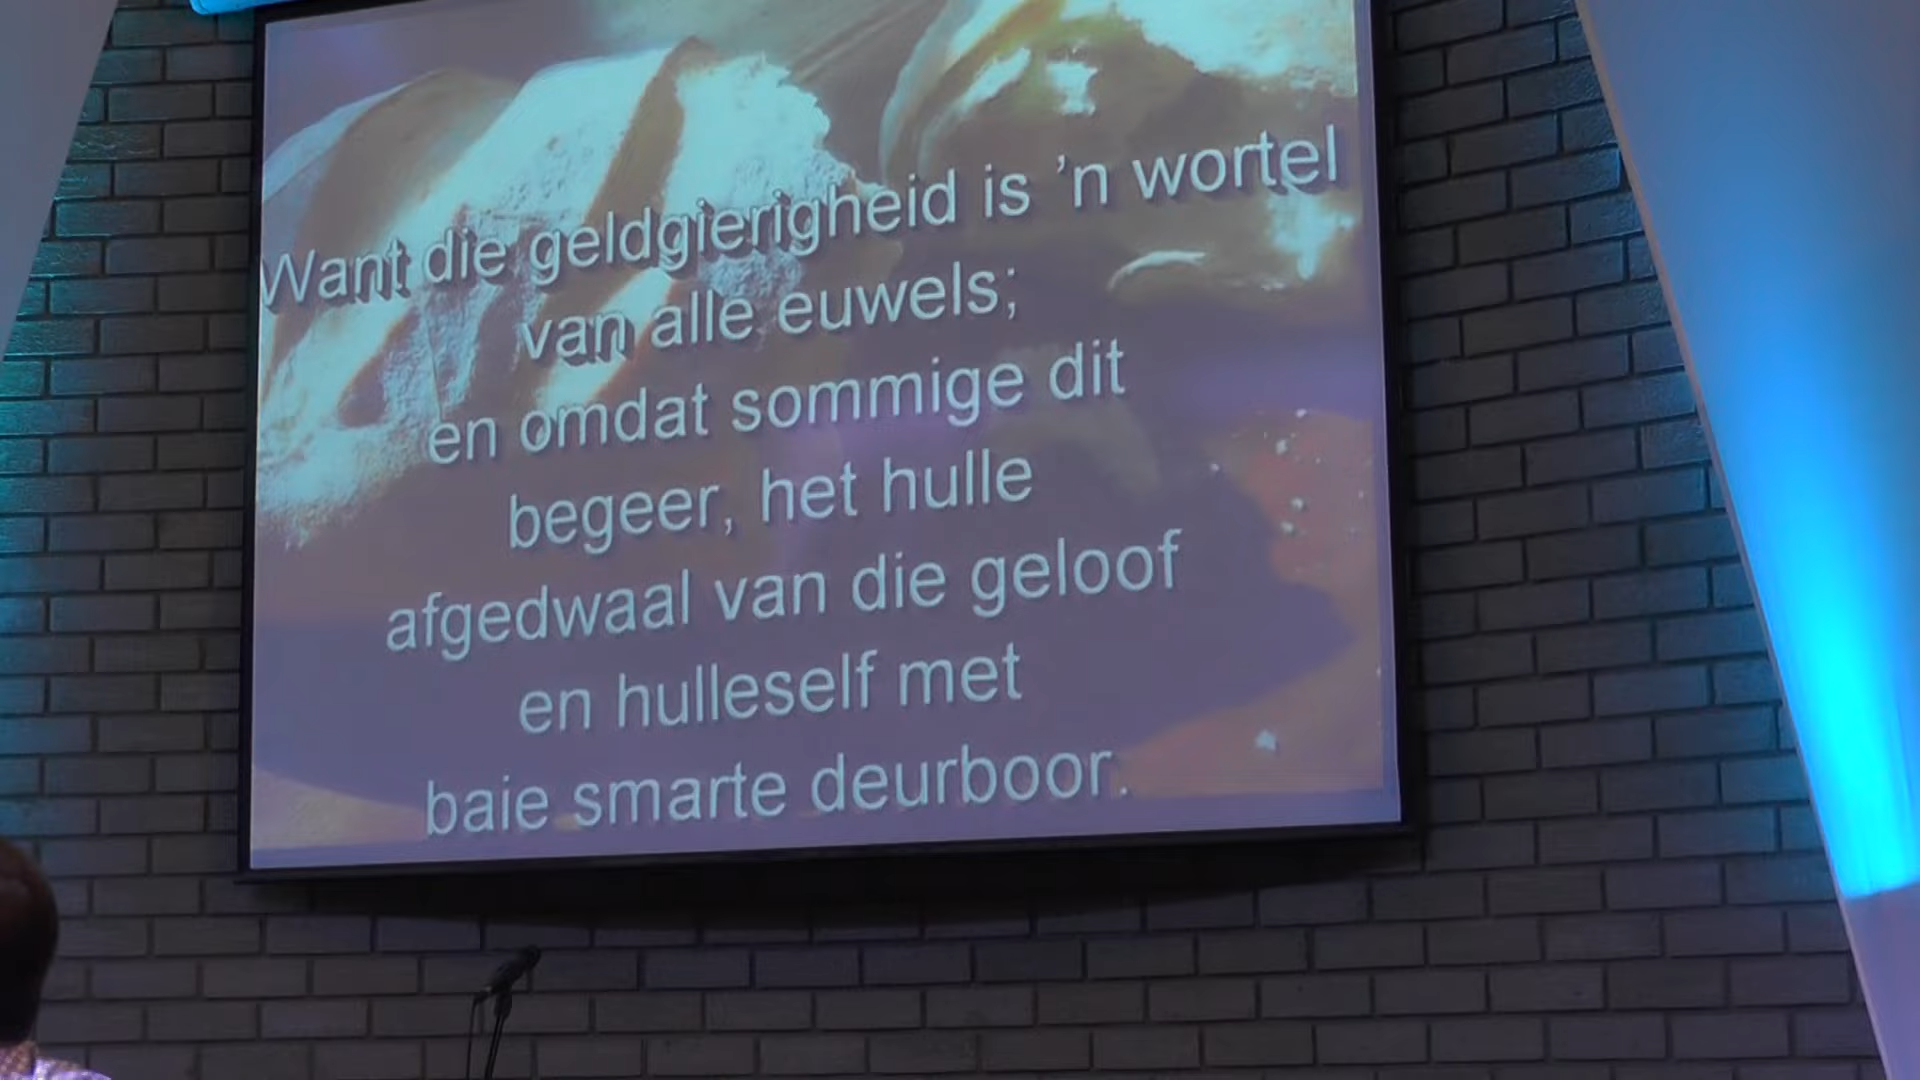 Want die geldgierigheid is ’n wortel
van alle euwels;
en omdat sommige dit
begeer, het hulle
afgedwaal van die geloof
en hulleself met
baie smarte deurboor.